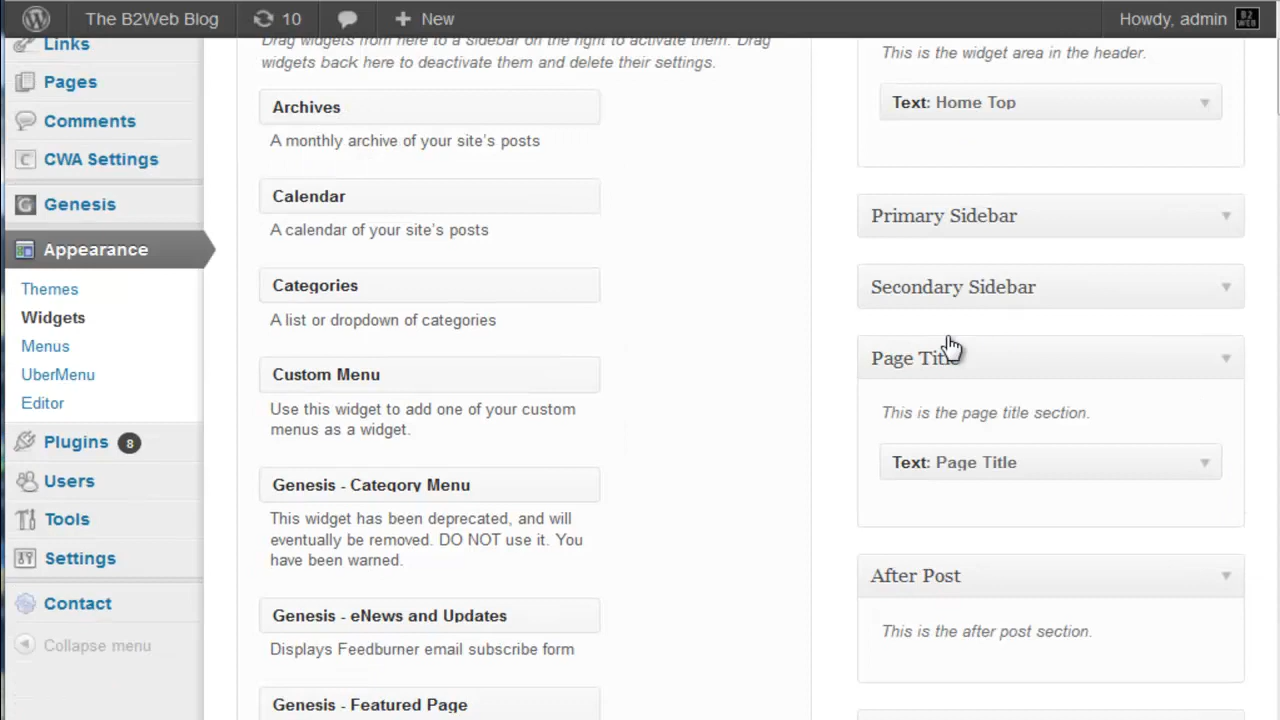 The B2Web Blog
10
New
Howdy, admin
B2
WEB
Links
Pages
Comments
CWA Settings
Genesis
Appearance
Themes
Widgets
Menus
UberMenu
Editor
Plugins 8
Users
Tools
Settings
Contact
Collapse menu
Drag widgets from here to a sidebar on the right to activate them. Drag
widgets back here to deactivate them and delete their settings.
Archives
A monthly archive of your site's posts
Calendar
A calendar of your site's posts
Categories
A list or dropdown of categories
Custom Menu
Use this widget to add one of your custom
menus as a widget.
Genesis - Category Menu
This widget has been deprecated, and will
eventually be removed. DO NOT use it. You
have been warned.
Genesis - eNews and Updates
Displays Feedburner email subscribe form
Genesis - Featured Page
This is the widget area in the header.
Text: Home Top
Primary Sidebar
Secondary Sidebar
Page Title
This is the page title section.
Text: Page Title
After Post
This is the after post section.